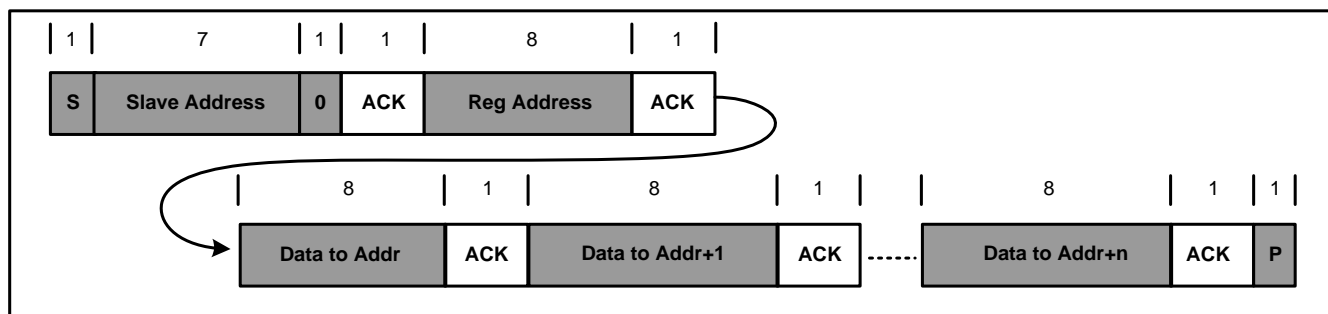 1 7 1 1 8 1
S Slave Address 0 ACK Reg Address ACK
8 1 8 1 8 1 1
Data to Addr ACK Data to Addr+1 ACK Data to Addr+n ACK P